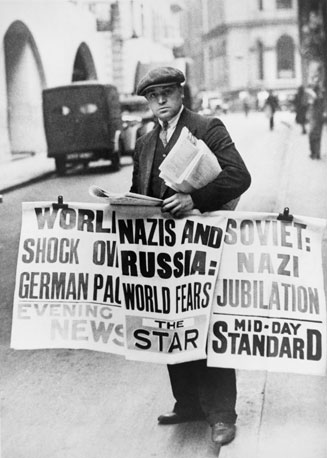 WORL
SHOCK OV
GERMAN PA
EVENING
NEWS
NAZIS AND
RUSSIA:
WORLD FEARS
THE
STAR
SOVIET:
NAZI
JUBILATION
MID-DAY
STANDARD